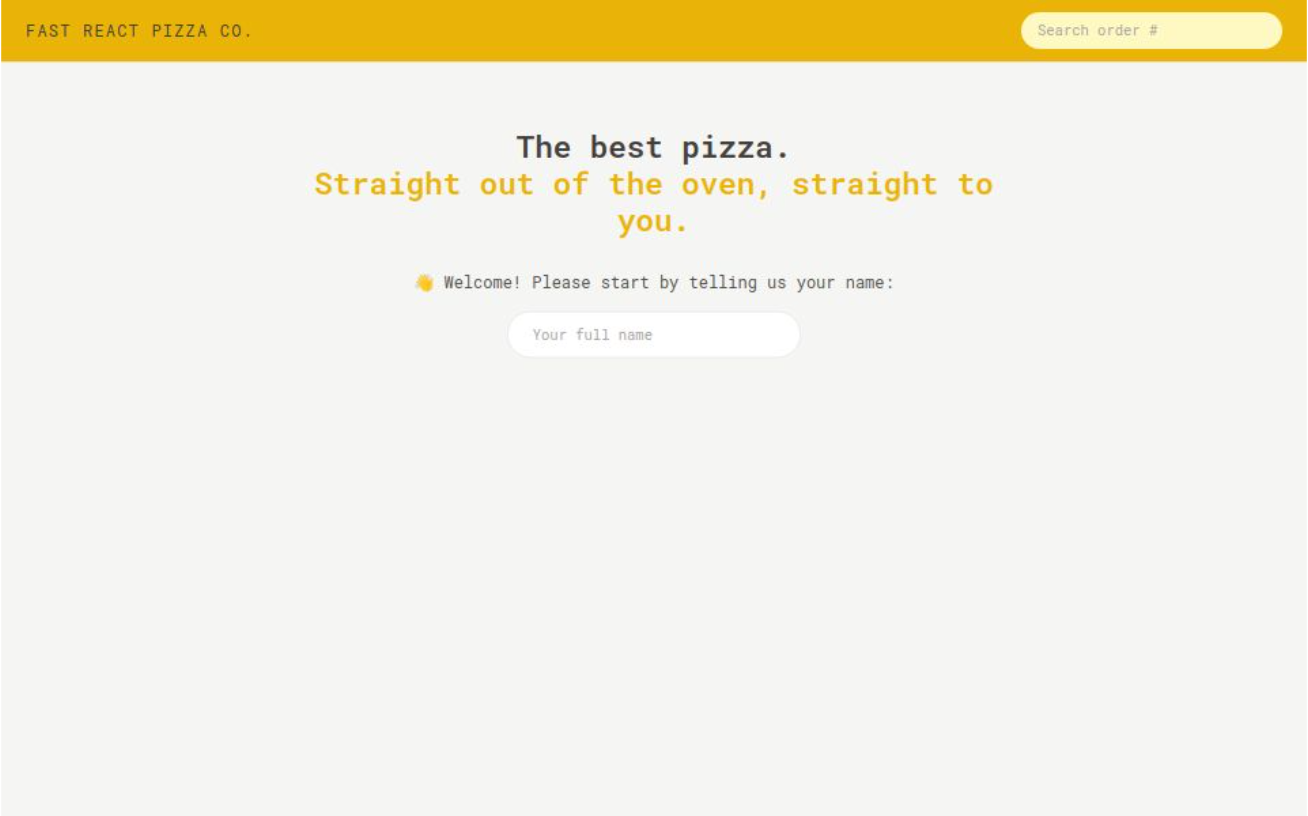 FAST REACT PIZZA CO.
Search order #
The best pizza.
Straight out of the oven, straight to
you.
👋 Welcome! Please start by telling us your name:
Your full name